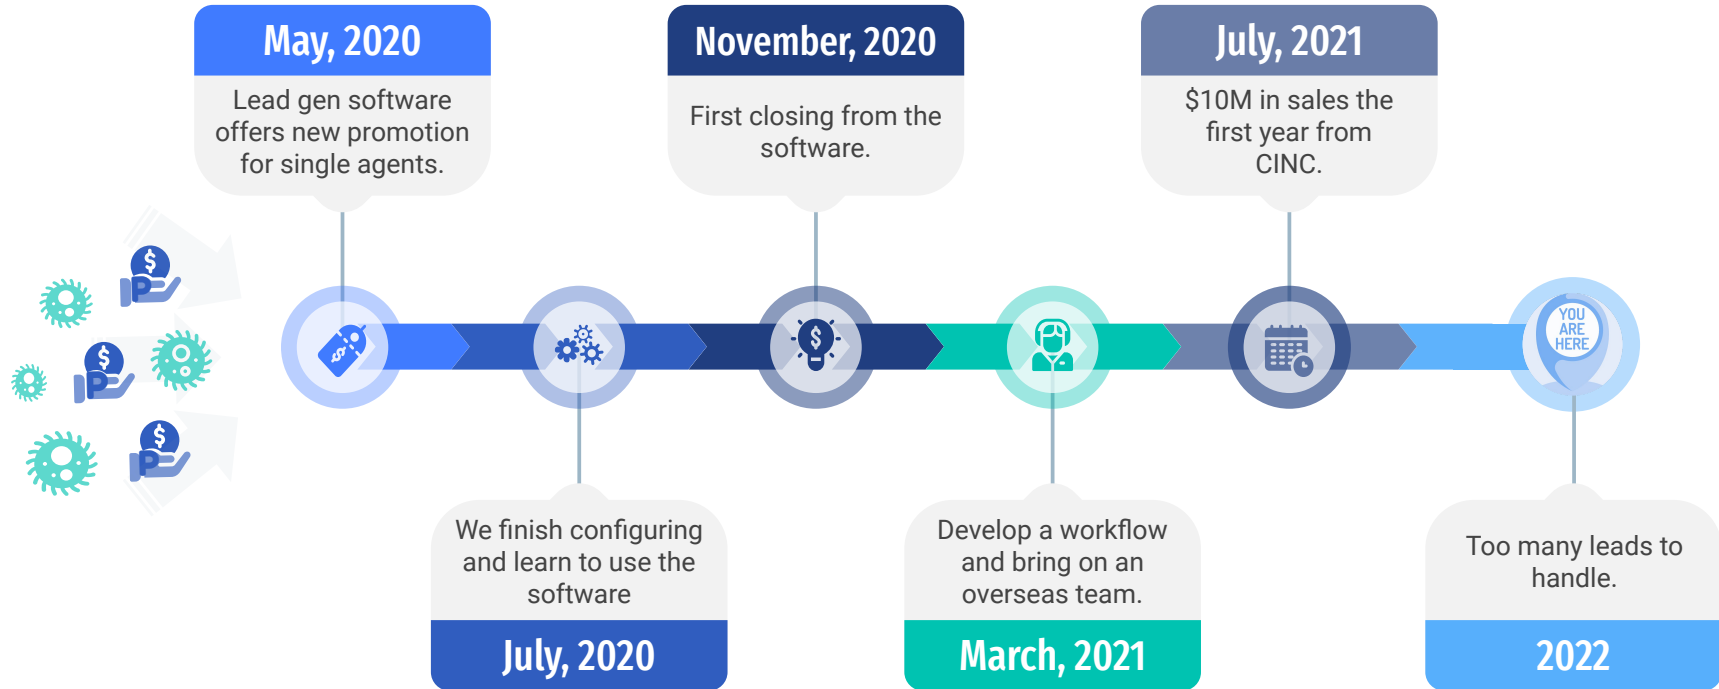 May, 2020
Lead gen software
offers new promotion
for single agents.
November, 2020
First closing from the
software.
July, 2021
$10M in sales the
first year from
CINC.
$
$
$
$
$
YOU
ARE
HERE
We finish configuring
and learn to use the
software
July, 2020
Develop a workflow
and bring on an
overseas team.
March, 2021
Too many leads to
handle.
2022